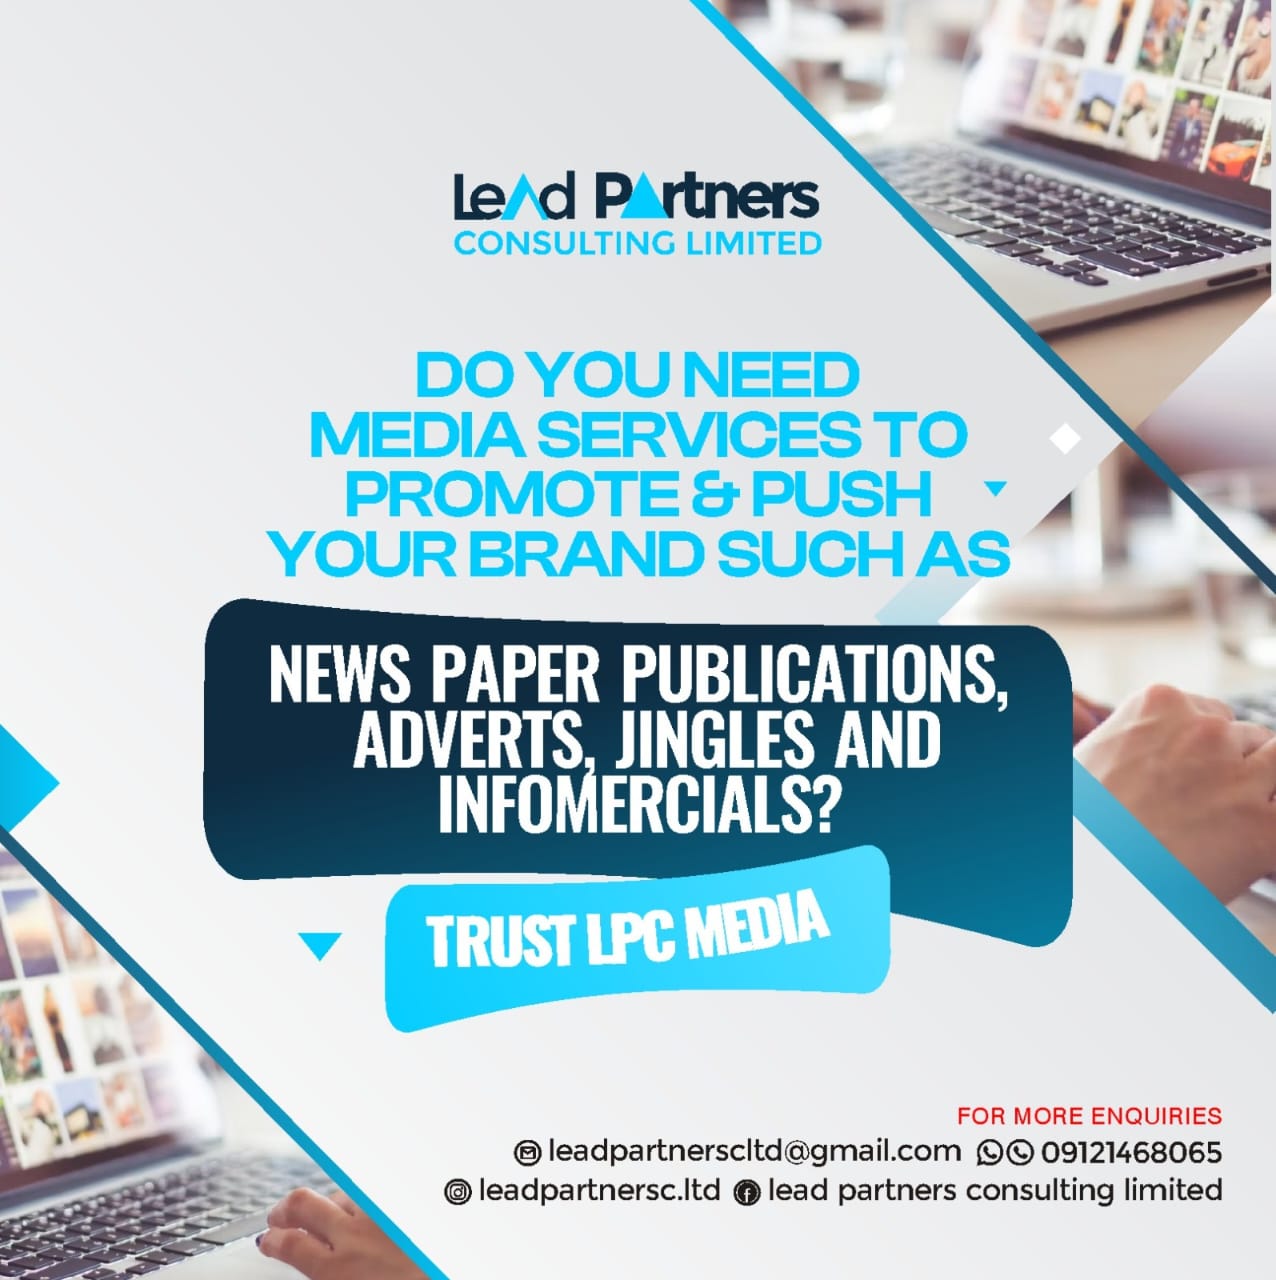 Lead Partners
CONSULTING LIMITED
DO YOU NEED
MEDIA SERVICES TO
PROMOTE & PUSH
YOUR BRAND SUCH AS
NEWS PAPER PUBLICATIONS,
ADVERTS, JINGLES AND
INFOMERCIALS?
TRUST LPC MEDIA
FOR MORE ENQUIRIES
leadpartnerscltd@gmail.com 09121468065
leadpartnersc.ltd lead partners consulting limited